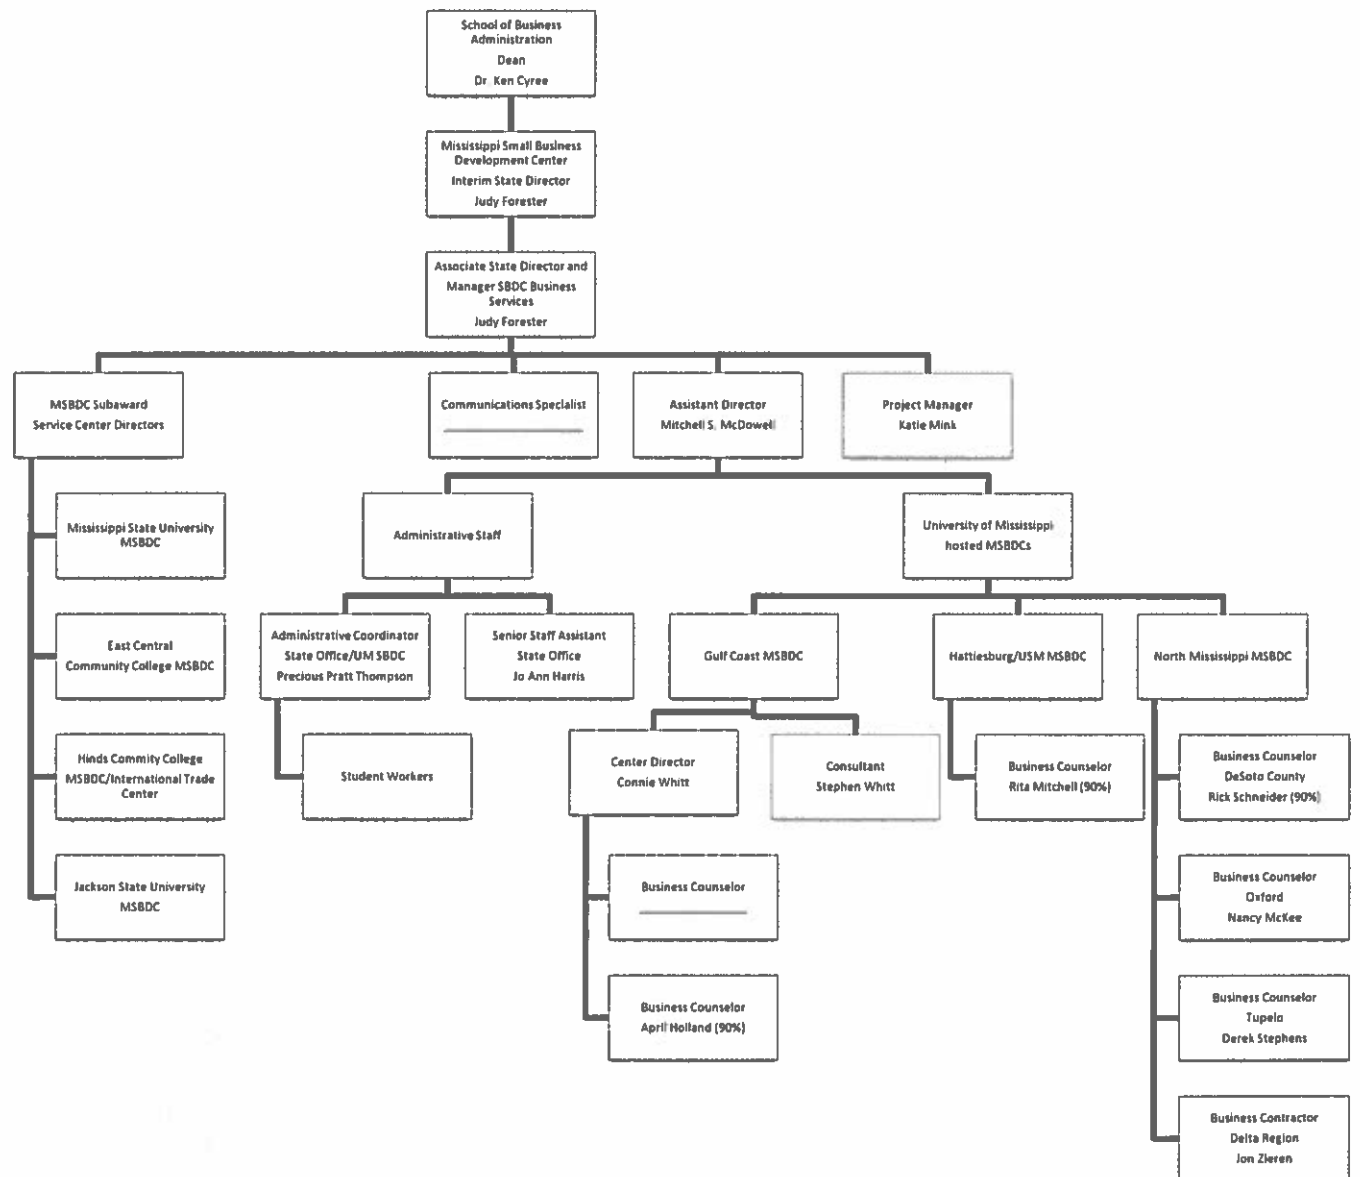 School of Business
Administration
Dean
Dr. Ken Cyree
Mississippi Small Business
Development Center
Interim State Director
Judy Forester
Associate State Director and
Manager SBDC Business
Services
Judy Forester
MSBDC Subaward
Service Center Directors
Communications Specialist
Assistant Director
Mitchell S. McDowell
Project Manager
Katie Mink
Mississippi State University
MSBDC
East Central
Community College MSBDC
Hinds Commity College
MSBDC/International Trade
Center
Jackson State University
MSBDC
Administrative Staff
University of Mississippi
hosted MSBDCs
Administrative Coordinator
State Office/UM SBDC
Precious Pratt Thompson
Senior Staff Assistant
State Office
Jo Ann Harris
Student Workers
Gulf Coast MSBDC
Hattiesburg/USM MSBDC
North Mississippi MSBDC
Center Director
Connie Whitt
Consultant
Stephen Whitt
Business Counselor
Business Counselor
April Holland (90%)
Business Counselor
Rita Mitchell (90%)
Business Counselor
DeSoto County
Rick Schneider (90%)
Business Counselor
Oxford
Nancy McKee
Business Counselor
Tupelo
Derek Stephens
Business Contractor
Delta Region
Jon Zieren